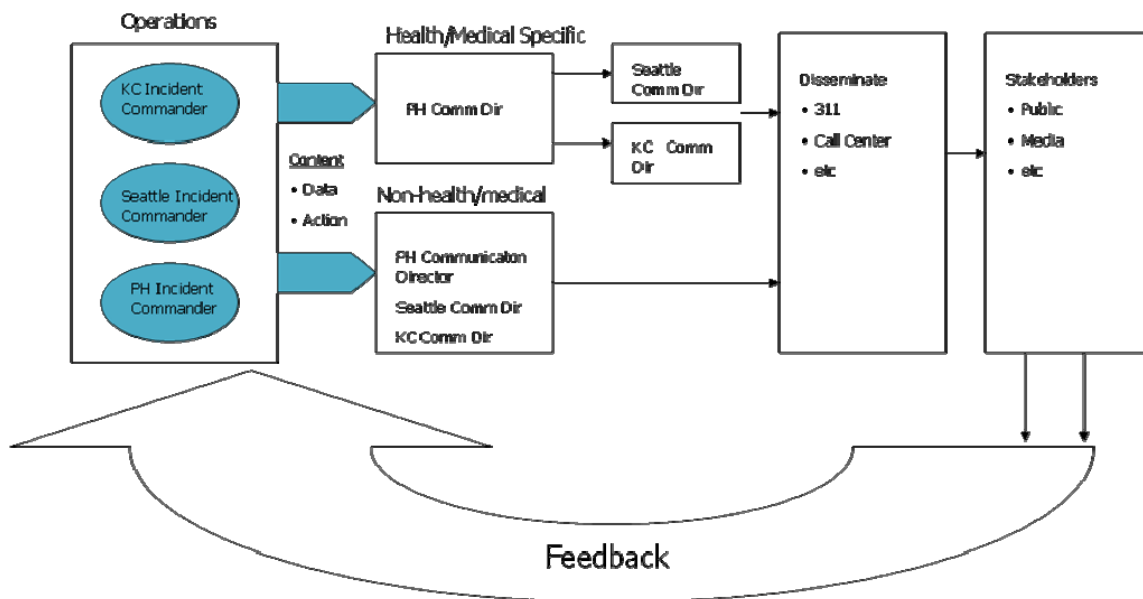 Operations
KC Incident
Commander
Seattle Incident
Commander
PH Incident
Commander
Content
• Data
• Action
Health/Medical Specific
PH Comm Dir
Non-health/medical
PH Communicaton
Director
Seattle Comm Dir
KC Comm Dir
Seattle
Comm Dir
KC Comm
Dir
Disseminate
• 311
• Call Center
• etc
Stakeholders
• Public
• Media
• etc
Feedback